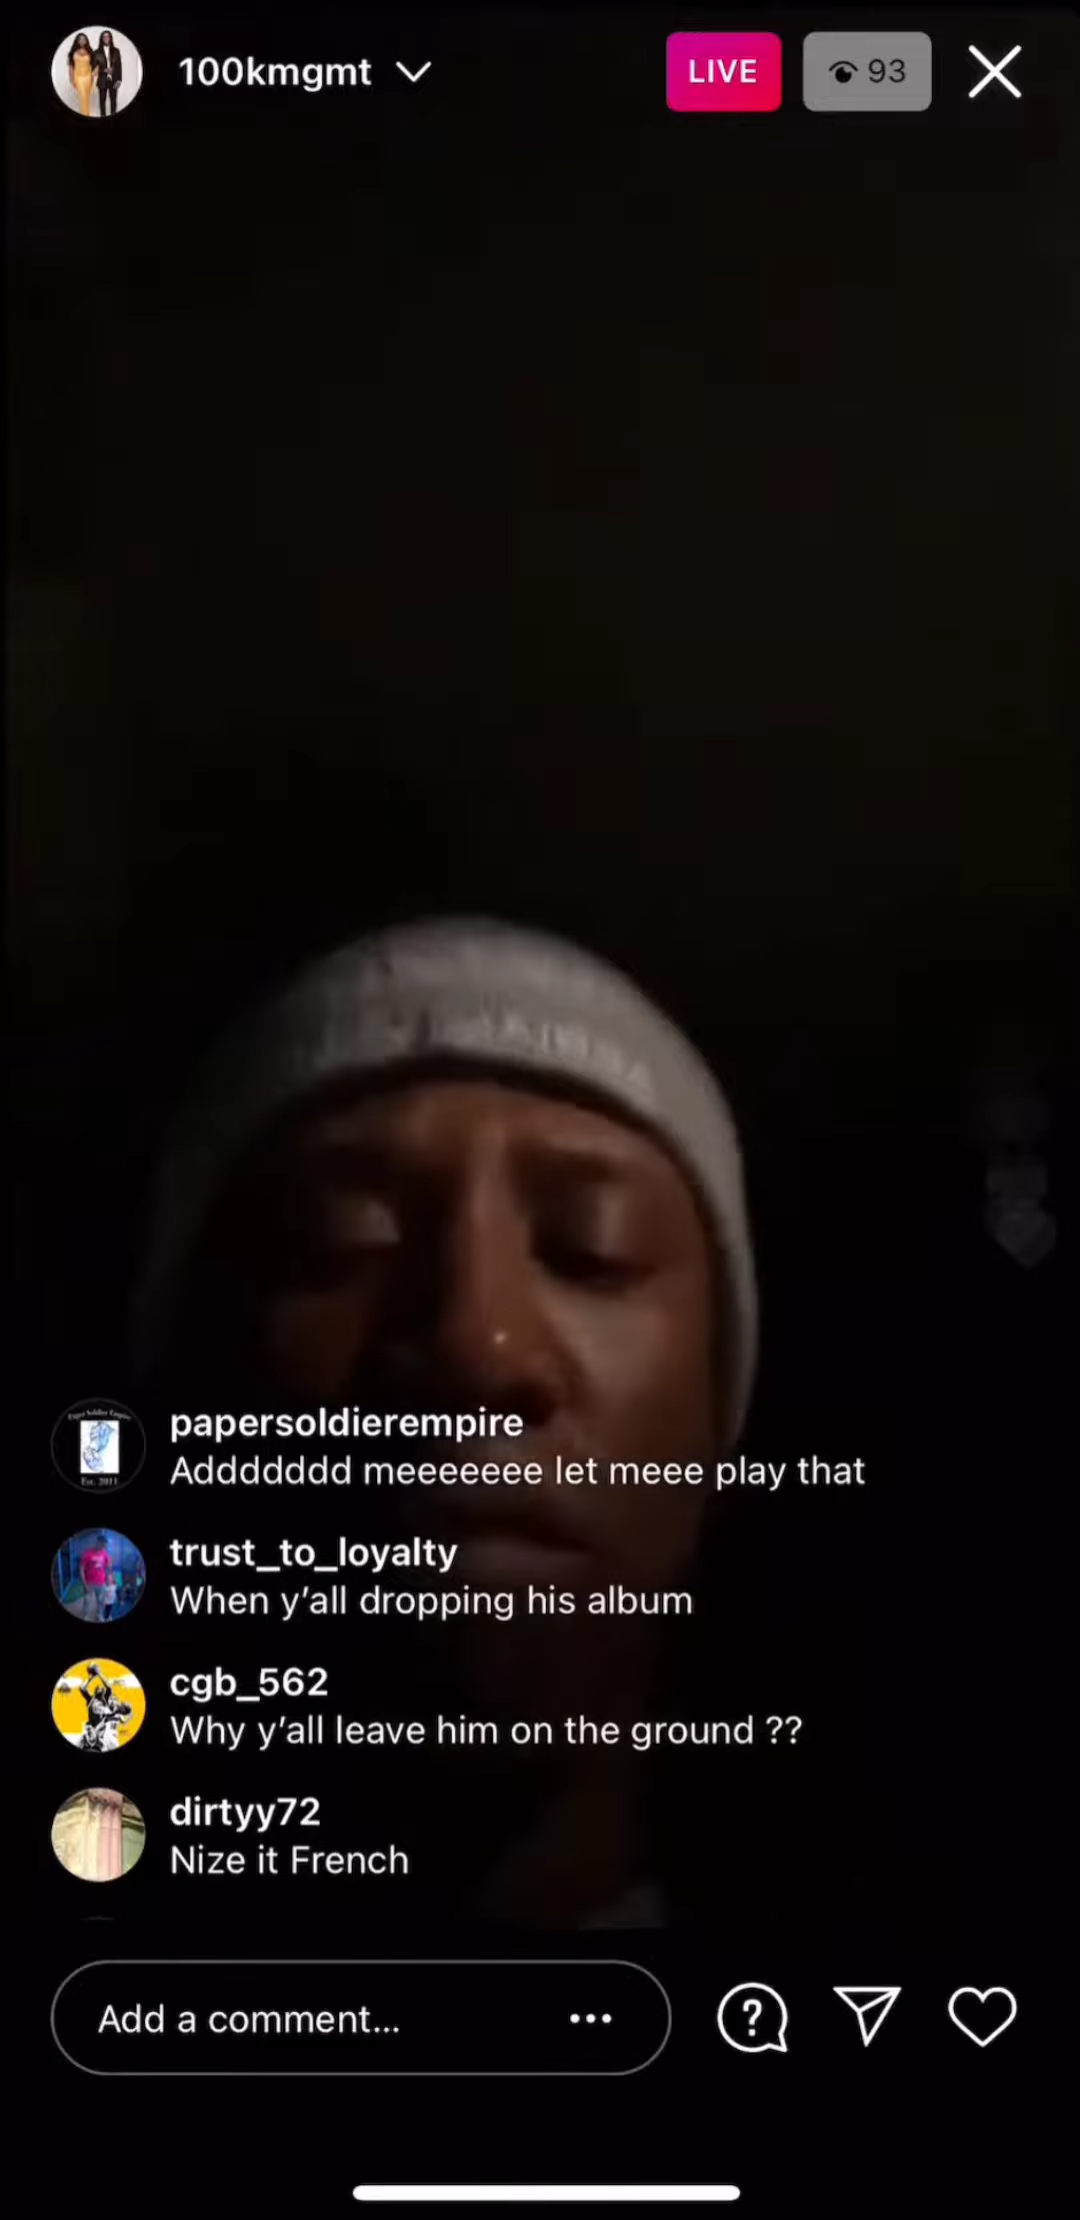 100kmgmt
LIVE
93
papersoldierempire
Addddddd meeeeeee let meee play that
trust_to_loyalty
When y'all dropping his album
cgb_562
Why y'all leave him on the ground ??
dirtyy72
Nize it French
Add a comment...